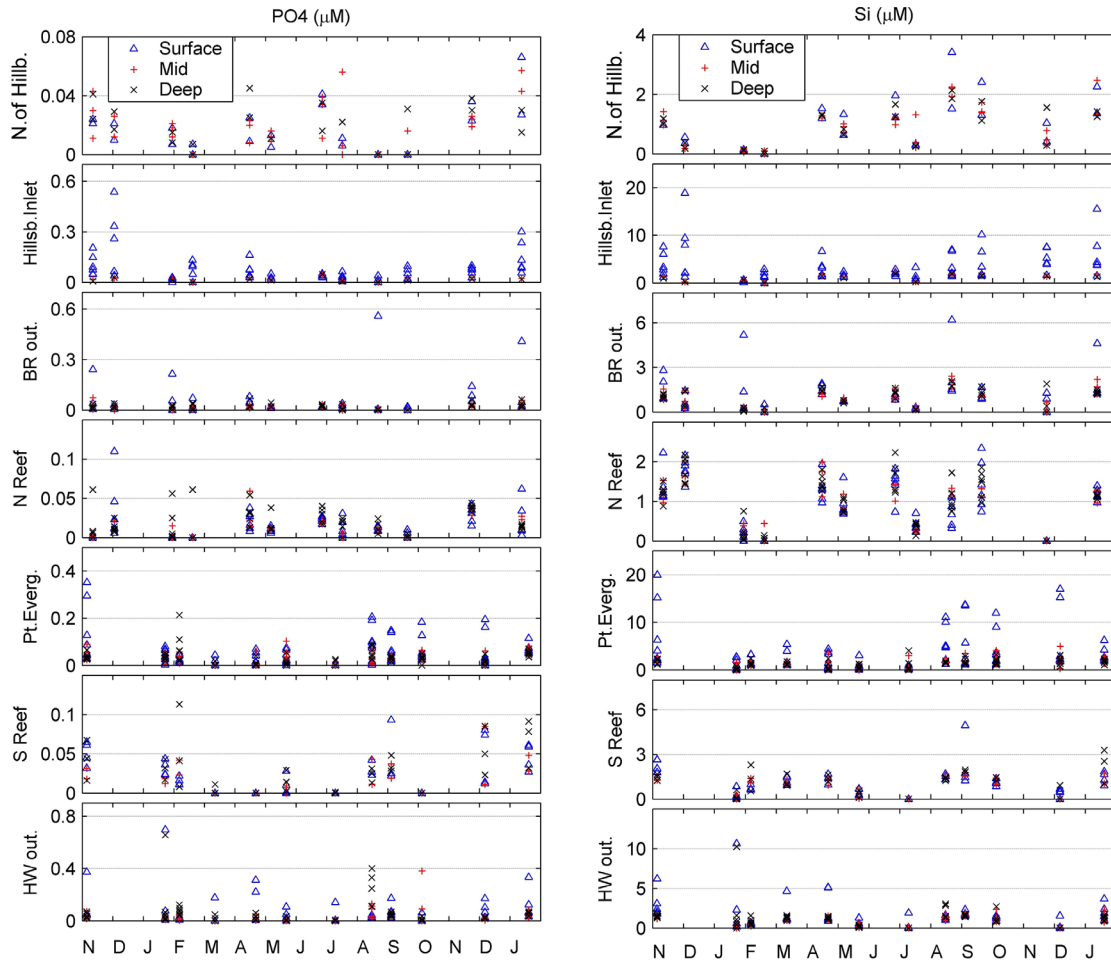 PO4 (μM)
N.of Hillb.
0.08
0.04
0
Surface
Mid
Deep
Hillsb.Inlet
0.6
0.3
0
BR out.
0.6
0.3
0
N Reef
0.1
0.05
0
Pt.Everg.
0.4
0.2
0
S Reef
0.1
0.05
0
HW out.
0.8
0.4
0
N D J F M A M J J A S O N D J
Si (μM)
N.of Hillb.
4
2
0
Surface
Mid
Deep
Hillsb.Inlet
20
10
0
BR out.
6
3
0
N Reef
2
1
0
Pt.Everg.
20
10
0
S Reef
6
3
0
HW out.
10
5
0
N D J F M A M J J A S O N D J